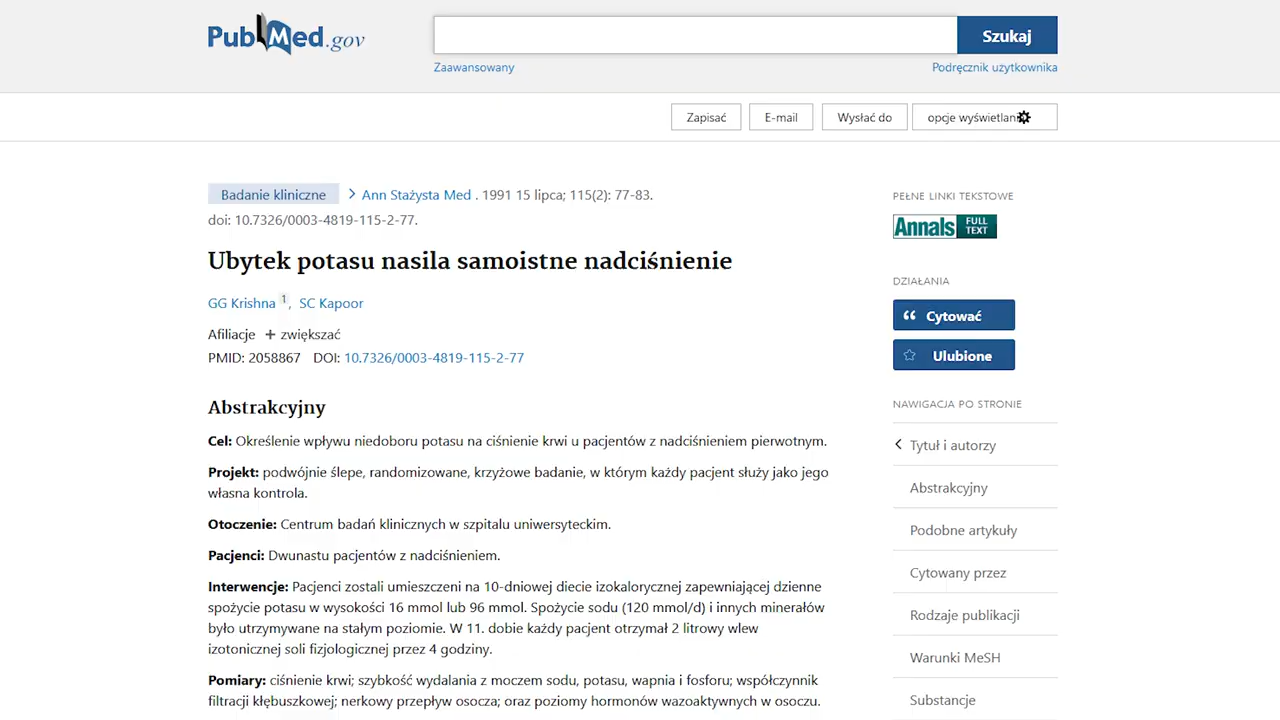 PubMed.gov
Szukaj
Zaawansowany
Podręcznik użytkownika
Zapisać
E-mail
Wysłać do
opcje wyświetlani
Badanie kliniczne
Ann Stażysta Med . 1991 15 lipca; 115(2): 77-83.
doi: 10.7326/0003-4819-115-2-77.
Ubytek potasu nasila samoistne nadciśnienie
GG Krishna 1, SC Kapoor
Afiliacje + zwiększać
PMID: 2058867 DOI: 10.7326/0003-4819-115-2-77
Abstrakcyjny
Cel: Określenie wpływu niedoboru potasu na ciśnienie krwi u pacjentów z nadciśnieniem pierwotnym.
Projekt: podwójnie ślepe, randomizowane, krzyżowe badanie, w którym każdy pacjent służy jako jego
własna kontrola.
Otoczenie: Centrum badań klinicznych w szpitalu uniwersyteckim.
Pacjenci: Dwunastu pacjentów z nadciśnieniem.
Interwencje: Pacjenci zostali umieszczeni na 10-dniowej diecie izokalorycznej zapewniającej dzienne
spożycie potasu w wysokości 16 mmol lub 96 mmol. Spożycie sodu (120 mmol/d) i innych minerałów
było utrzymywane na stałym poziomie. W 11. dobie każdy pacjent otrzymał 2 litrowy wlew
izotonicznej soli fizjologicznej przez 4 godziny.
Pomiary: ciśnienie krwi; szybkość wydalania z moczem sodu, potasu, wapnia i fosforu; współczynnik
filtracji kłębuszkowej; nerkowy przepływ osocza; oraz poziomy hormonów wazoaktywnych w osoczu.
PEŁNE LINKI TEKSTOWE
Annals FULL TEXT
DZIAŁANIA
Cytować
Ulubione
NAWIGACJA PO STRONIE
Tytuł i autorzy
Abstrakcyjny
Podobne artykuły
Cytowany przez
Rodzaje publikacji
Warunki MeSH
Substancje